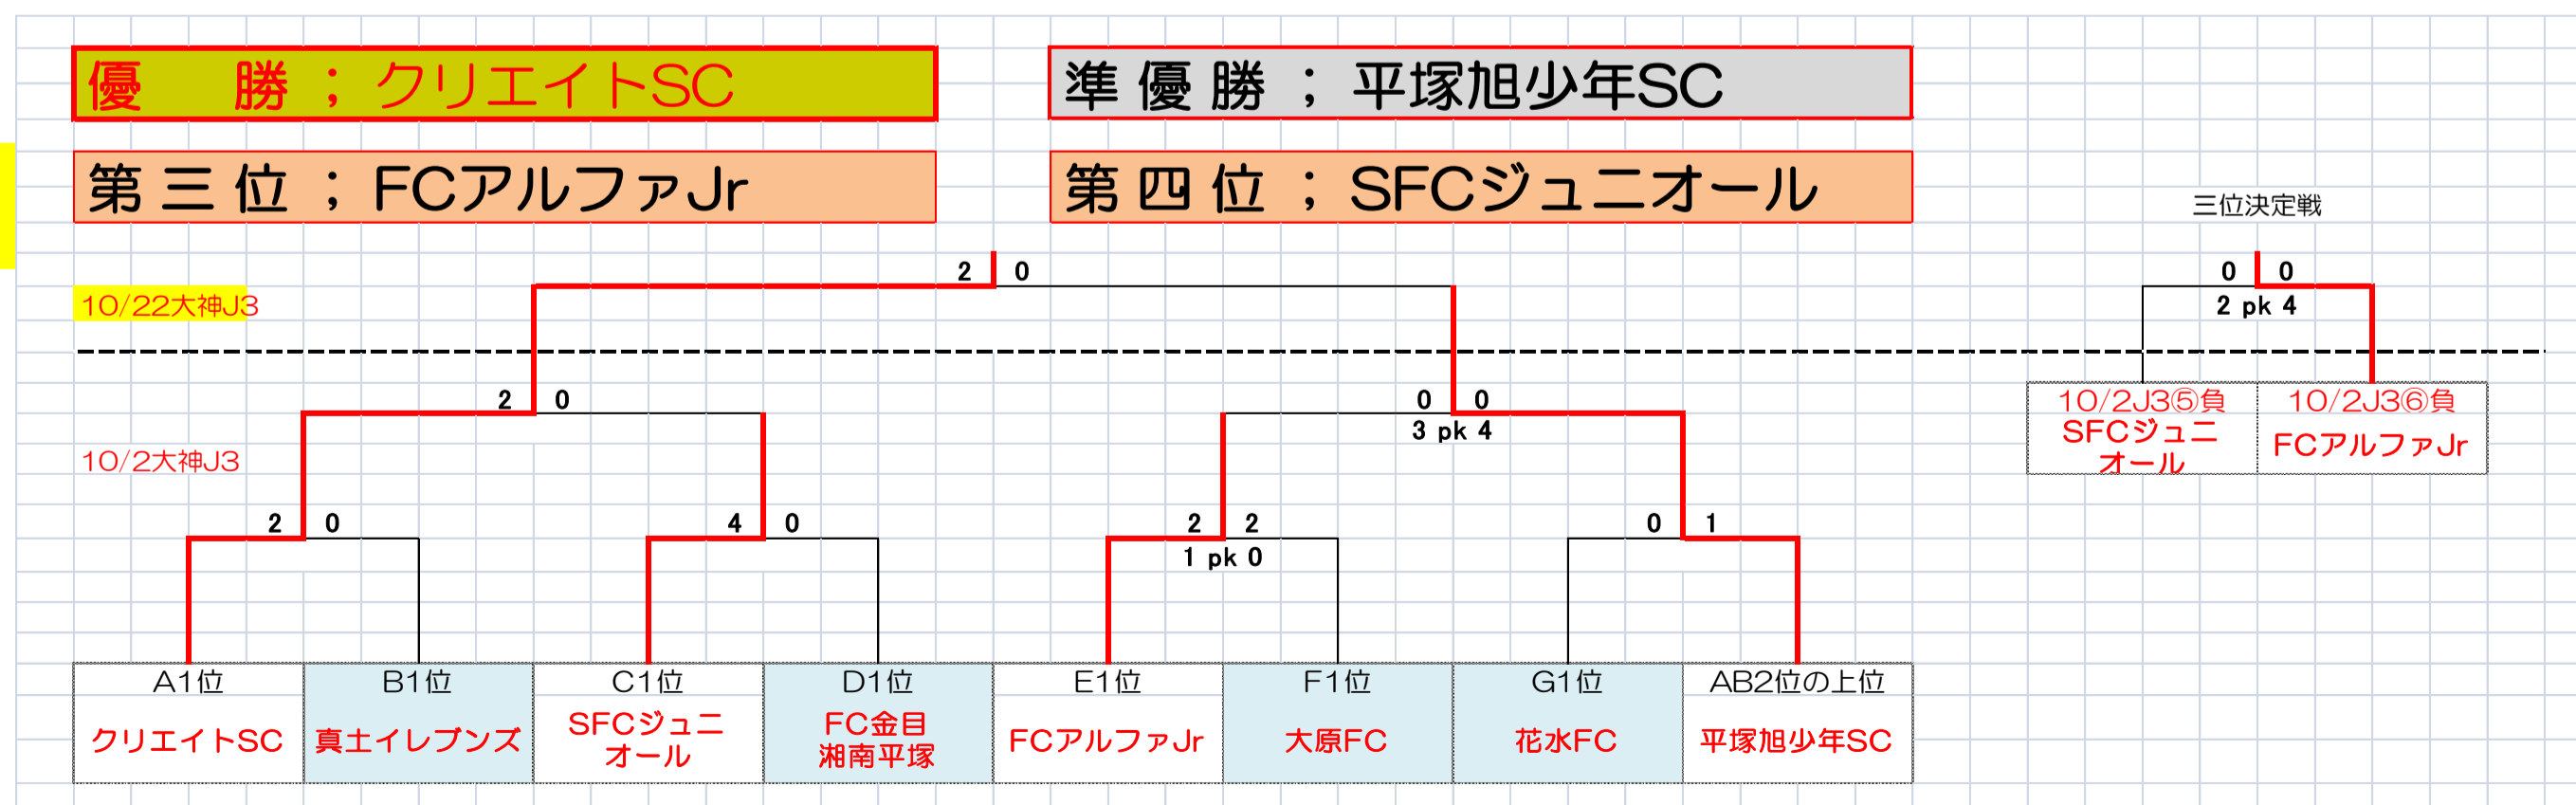 優　勝；クリエイトSC
準優勝；平塚旭少年SC
第三位；FCアルファJr
第四位；SFCジュニオール
三位決定戦
2 0
0 0
10/22大神J3
2 pk 4
2 0
0 0
3 pk 4
10/2J3⑤負
SFCジュニ
オール
10/2J3⑥負
FCアルファJr
10/2大神J3
2 0
4 0
2 2
1 pk 0
0 1
A1位
クリエイトSC
B1位
真土イレブンズ
C1位
SFCジュニ
オール
D1位
FC金目
湘南平塚
E1位
FCアルファJr
F1位
大原FC
G1位
花水FC
AB2位の上位
平塚旭少年SC